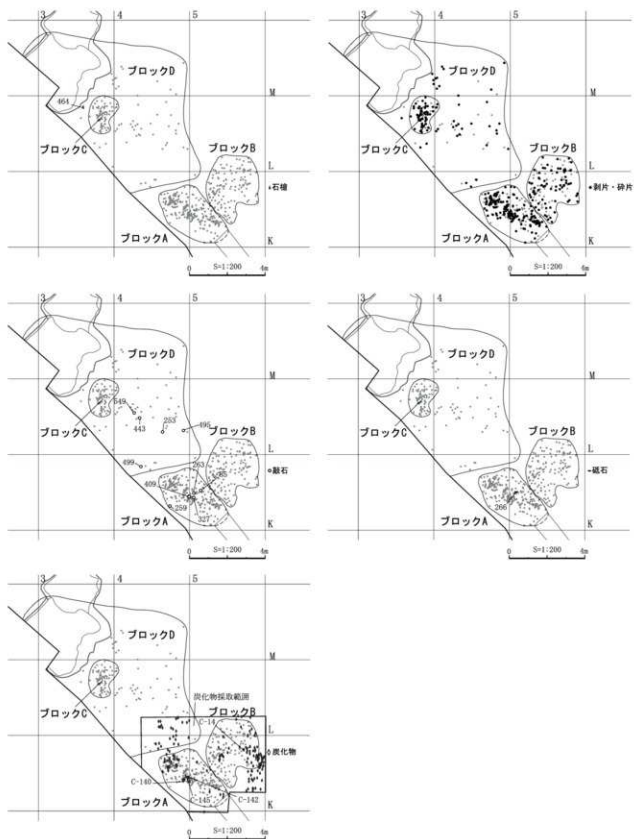 3 4 5
ブロックD
M
464
ブロックC
ブロックB
L
石槍
ブロックA
K
0 S=1:200 4m
3 4 5
ブロックD
M
ブロックC
ブロックB
L
剥片・砕片
ブロックA
K
0 S=1:200 4m
3 4 5
ブロックD
M
ブロックC
549
443
253
495
ブロックB
L
499
263
敲石
409
259
327
ブロックA
K
0 S=1:200 4m
3 4 5
ブロックD
M
ブロックC
ブロックB
L
砥石
266
ブロックA
K
0 S=1:200 4m
3 4 5
ブロックD
M
炭化物採取範囲
ブロックC
ブロックB
C-14
L
炭化物
C-140
C-145
C-142
ブロックA
K
0 S=1:200 4m